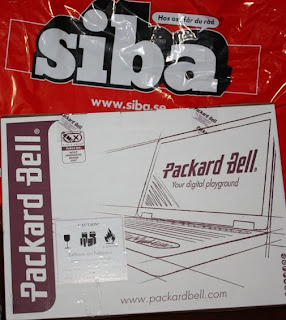 Hos oss får du råd.
siba
www.siba.se
Packard Bell®
Packard Bell®
Your digital playground
CAUTION
www.packardbell.com